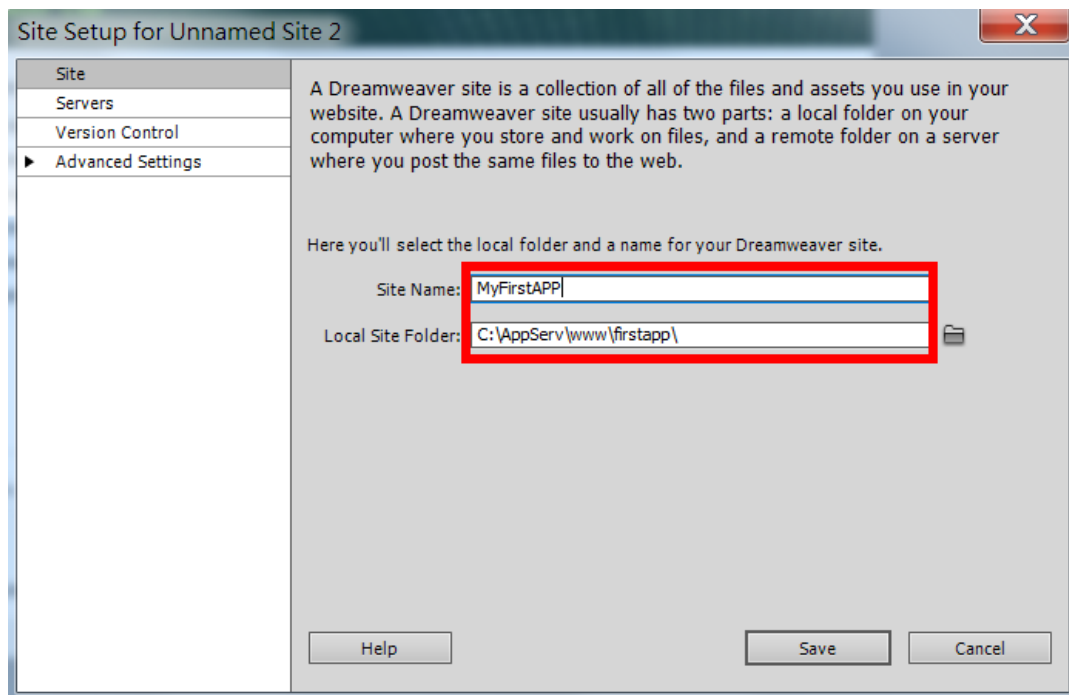 Site Setup for Unnamed Site 2
X
Site
Servers
Version Control
Advanced Settings
A Dreamweaver site is a collection of all of the files and assets you use in your
website. A Dreamweaver site usually has two parts: a local folder on your
computer where you store and work on files, and a remote folder on a server
where you post the same files to the web.
Here you'll select the local folder and a name for your Dreamweaver site.
Site Name: MyFirstAPP
Local Site Folder: C:\AppServ\www\firstapp\
Help Save Cancel